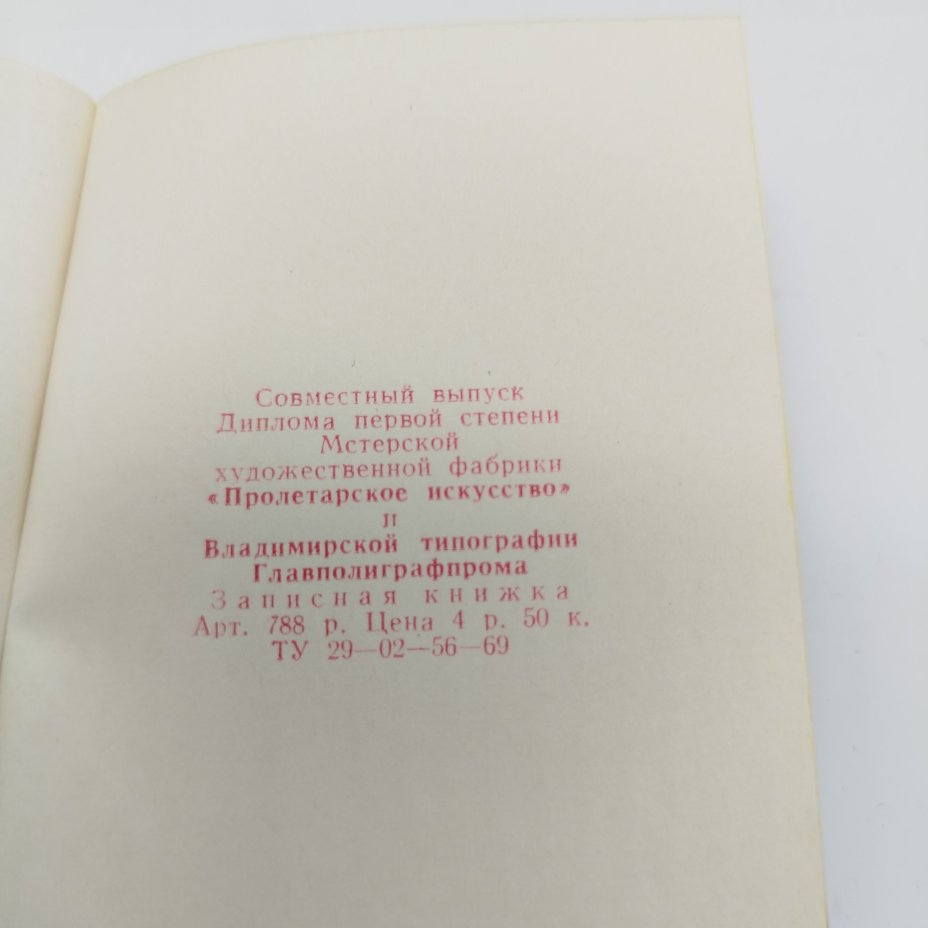 Совместный выпуск
Диплома первой степени
Мстерской
художественной фабрики
«Пролетарское искусство»
и
Владимирской типографии
Главполиграфпрома
Записная книжка
Арт. 788 р. Цена 4 р. 50 к.
ТУ 29—02—56—69